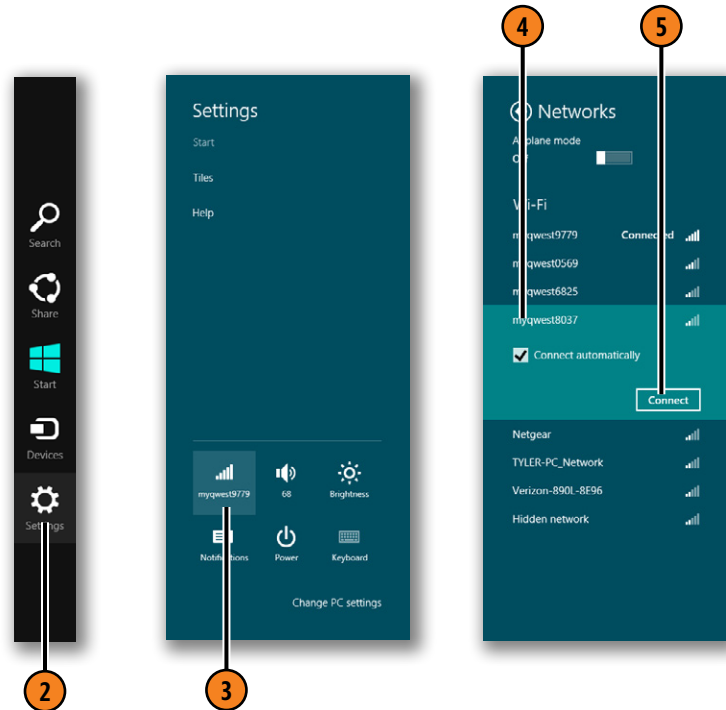 4
5
Search
Share
Start
Devices
Settings
2
Settings
Start
Tiles
Help
myqwest9779
68
Brightness
Notifications
Power
Keyboard
Change PC settings
3
Networks
Airplane mode
Off
Wi-Fi
myqwest9779 Connected
myqwest0569
myqwest6825
myqwest8037
Connect automatically
Connect
Netgear
TYLER-PC_Network
Verizon-890L-8E96
Hidden network